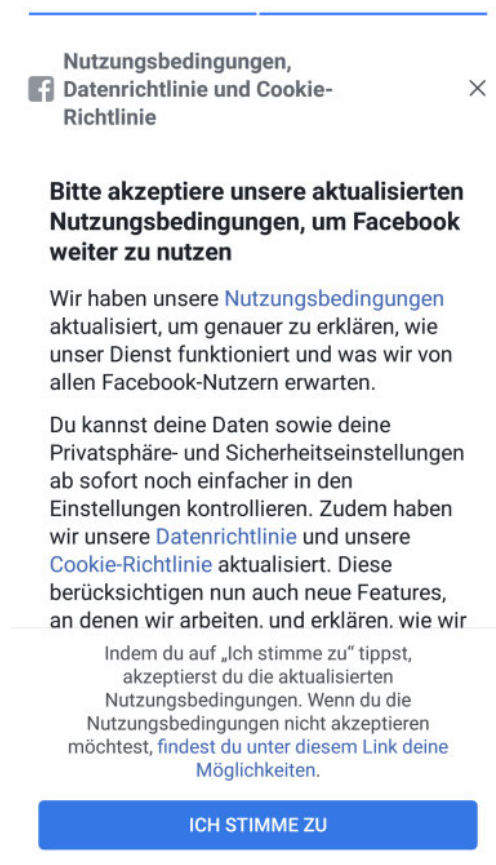 Nutzungsbedingungen,
Datenrichtlinie und Cookie-
Richtlinie
Bitte akzeptiere unsere aktualisierten
Nutzungsbedingungen, um Facebook
weiter zu nutzen
Wir haben unsere Nutzungsbedingungen
aktualisiert, um genauer zu erklären, wie
unser Dienst funktioniert und was wir von
allen Facebook-Nutzern erwarten.
Du kannst deine Daten sowie deine
Privatsphäre- und Sicherheitseinstellungen
ab sofort noch einfacher in den
Einstellungen kontrollieren. Zudem haben
wir unsere Datenrichtlinie und unsere
Cookie-Richtlinie aktualisiert. Diese
berücksichtigen nun auch neue Features,
an denen wir arbeiten, und erklären, wie wir
Indem du auf „Ich stimme zu“ tippst,
akzeptierst du die aktualisierten
Nutzungsbedingungen. Wenn du die
Nutzungsbedingungen nicht akzeptieren
möchtest, findest du unter diesem Link deine
Möglichkeiten.
ICH STIMME ZU